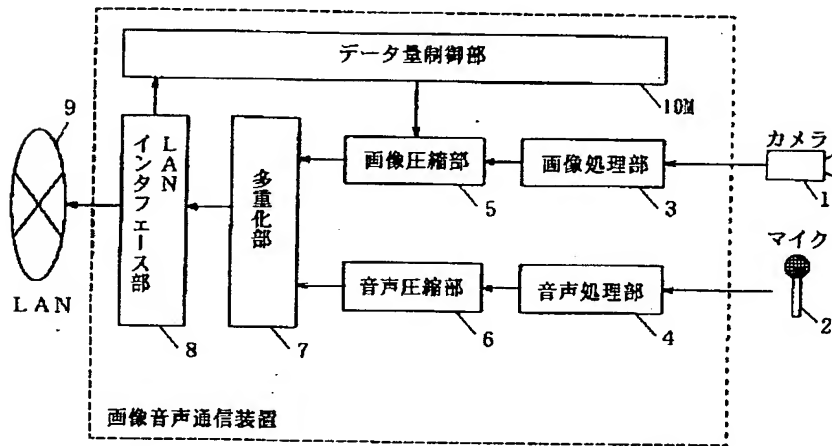 データ量制御部
10M
9
LAN
LAN
インタフェース部
8
多重化部
7
画像圧縮部
5
画像処理部
3
カメラ
1
音声圧縮部
6
音声処理部
4
マイク
2
画像音声通信装置